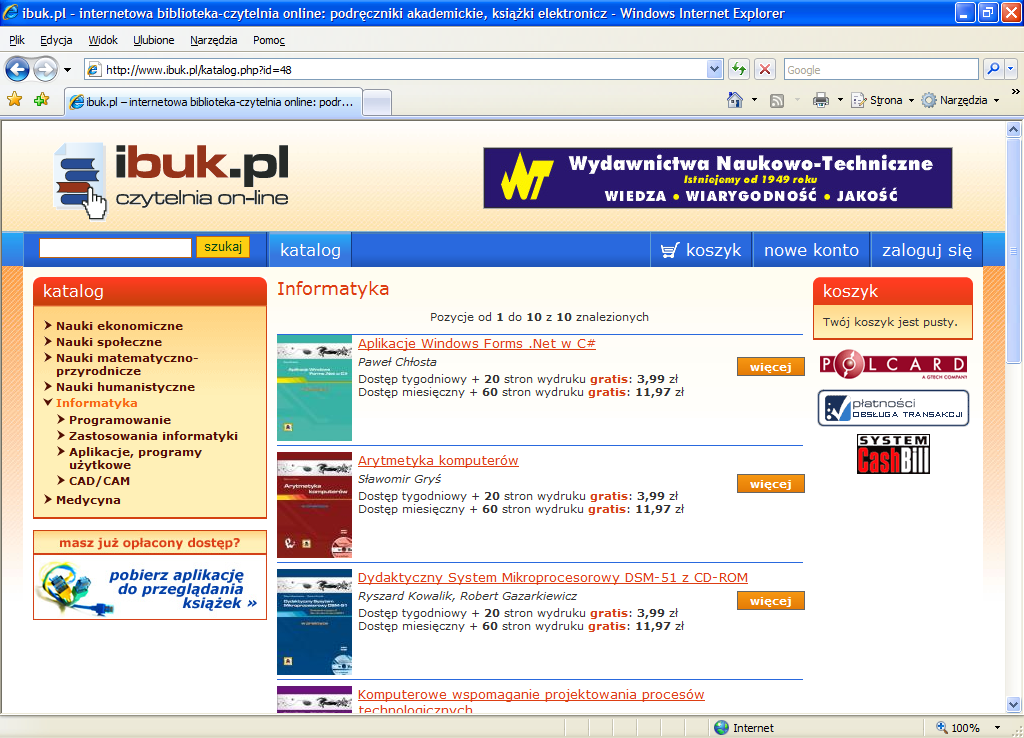 ibuk.pl - internetowa biblioteka-czytelnia online: podręczniki akademickie, książki elektronicz - Windows Internet Explorer
Plik Edycja Widok Ulubione Narzędzia Pomoc
http://www.ibuk.pl/katalog.php?id=48
Google
ibuk.pl – internetowa biblioteka-czytelnia online: podr...
Strona
Narzędzia
»
ibuk.pl
czytelnia on-line
Wydawnictwa Naukowo-Techniczne
Istniejemy od 1949 roku
WIEDZA • WIARYGODNOŚĆ • JAKOŚĆ
szukaj
katalog
koszyk
nowe konto
zaloguj się
katalog
Nauki ekonomiczne
Nauki społeczne
Nauki matematyczno-
przyrodnicze
Nauki humanistyczne
Informatyka
Programowanie
Zastosowania informatyki
Aplikacje, programy
użytkowe
CAD/CAM
Medycyna
masz już opłacony dostęp?
pobierz aplikację
do przeglądania
książek »
Informatyka
Pozycje od 1 do 10 z 10 znalezionych
Aplikacje Windows Forms .Net w C#
Paweł Chłosta
Dostęp tygodniowy + 20 stron wydruku gratis: 3,99 zł
Dostęp miesięczny + 60 stron wydruku gratis: 11,97 zł
więcej
Arytmetyka komputerów
Sławomir Gryś
Dostęp tygodniowy + 20 stron wydruku gratis: 3,99 zł
Dostęp miesięczny + 60 stron wydruku gratis: 11,97 zł
więcej
Arytmetyka
komputerów
Dydaktyczny System Mikroprocesorowy DSM-51 z CD-ROM
Ryszard Kowalik, Robert Gazarkiewicz
Dostęp tygodniowy + 20 stron wydruku gratis: 3,99 zł
Dostęp miesięczny + 60 stron wydruku gratis: 11,97 zł
więcej
Komputerowe wspomaganie projektowania procesów
technologicznych
koszyk
Twój koszyk jest pusty.
POLCARD
A GTECH COMPANY
płatności
OBSŁUGA TRANSAKCJI
SYSTEM
CashBill
Internet
100%